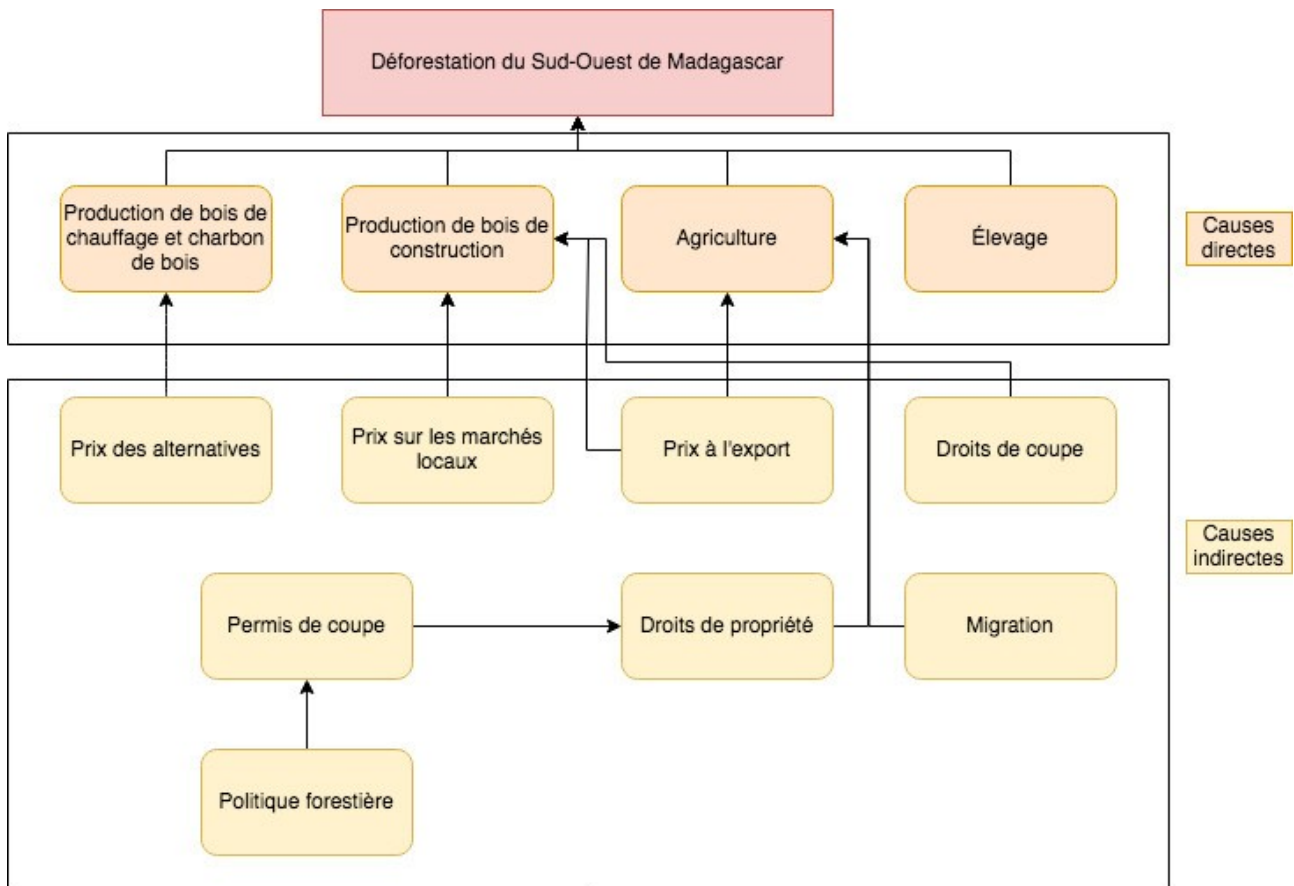 Déforestation du Sud-Ouest de Madagascar
Production de bois de
chauffage et charbon
de bois
Production de bois de
construction
Agriculture
Élevage
Causes
directes
Prix des alternatives
Prix sur les marchés
locaux
Prix à l'export
Droits de coupe
Causes
indirectes
Permis de coupe
Droits de propriété
Migration
Politique forestière